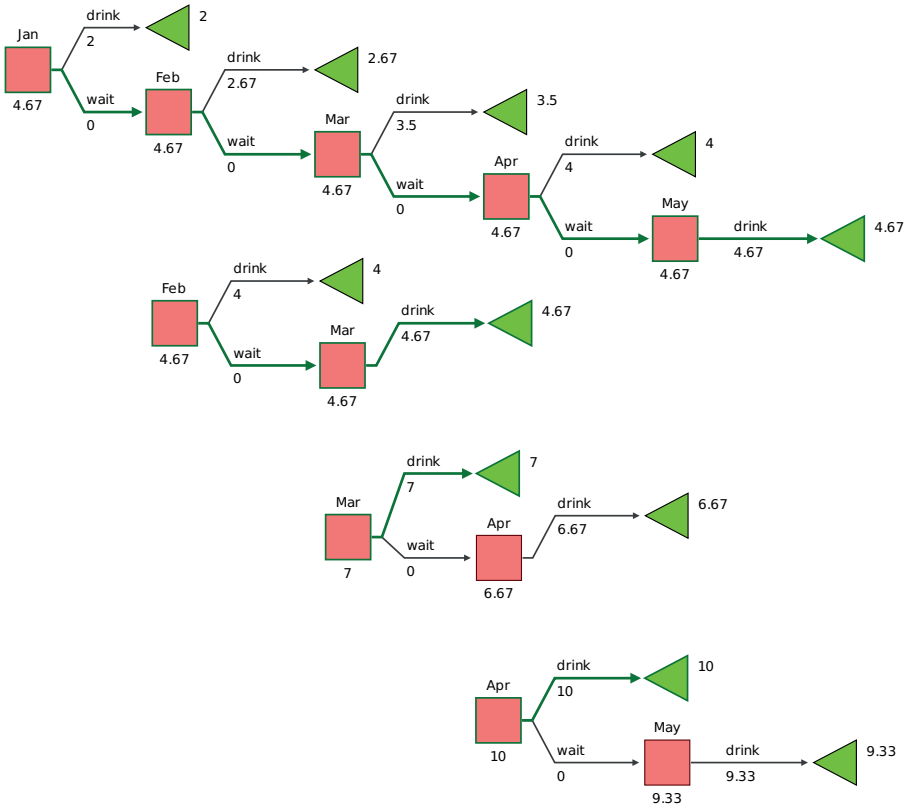 Jan
4.67
drink
2
2
wait
0
Feb
4.67
drink
2.67
2.67
wait
0
Mar
4.67
drink
3.5
3.5
wait
0
Apr
4.67
drink
4
4
wait
0
May
4.67
drink
4.67
4.67
Feb
4.67
drink
4
4
wait
0
Mar
4.67
drink
4.67
4.67
Mar
7
drink
7
7
wait
0
Apr
6.67
drink
6.67
6.67
Apr
10
drink
10
10
wait
0
May
9.33
drink
9.33
9.33